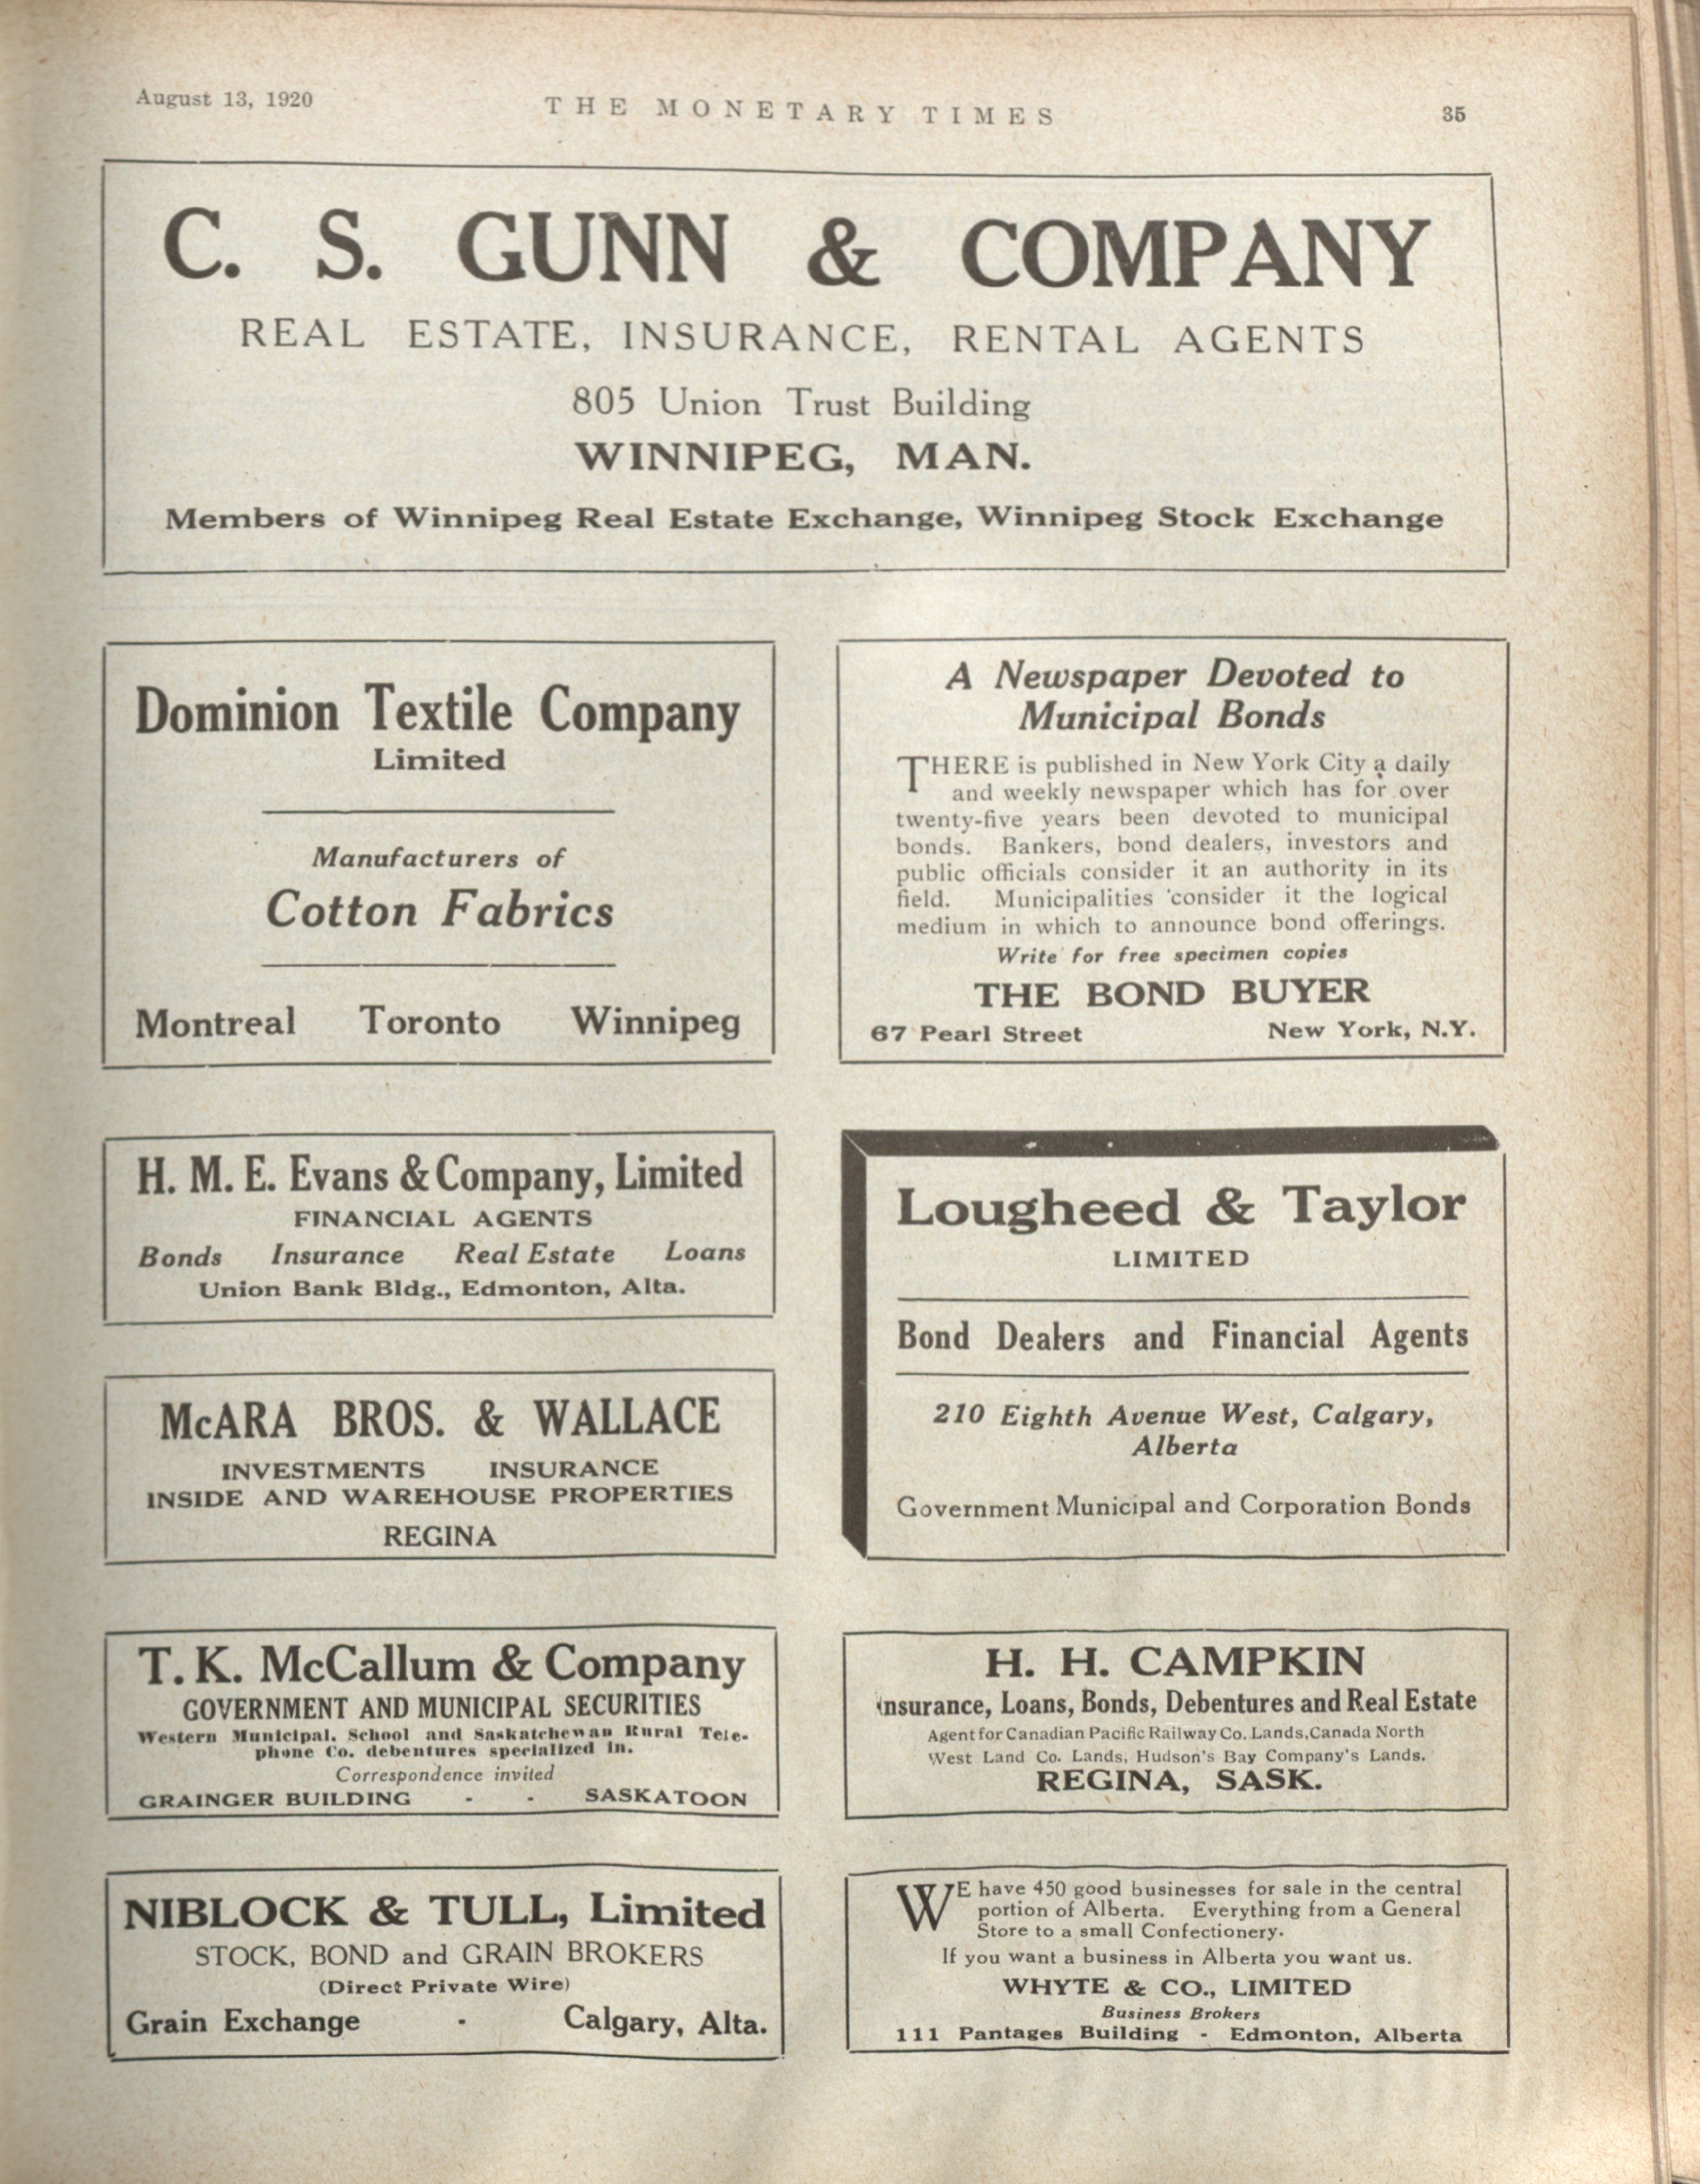 August 13, 1920
THE MONETARY TIMES
35
C. S. GUNN & COMPANY
REAL ESTATE, INSURANCE, RENTAL AGENTS
805 Union Trust Building
WINNIPEG, MAN.
Members of Winnipeg Real Estate Exchange, Winnipeg Stock Exchange
Dominion Textile Company
Limited
Manufacturers of
Cotton Fabrics
Montreal Toronto Winnipeg
A Newspaper Devoted to
Municipal Bonds
THERE is published in New York City a daily
and weekly newspaper which has for over
twenty-five years been devoted to municipal
bonds. Bankers, bond dealers, investors and
public officials consider it an authority in its
field. Municipalities consider it the logical
medium in which to announce bond offerings.
Write for free specimen copies
THE BOND BUYER
67 Pearl Street New York, N.Y.
H. M. E. Evans & Company, Limited
FINANCIAL AGENTS
Bonds Insurance Real Estate Loans
Union Bank Bldg., Edmonton, Alta.
McARA BROS. & WALLACE
INVESTMENTS INSURANCE
INSIDE AND WAREHOUSE PROPERTIES
REGINA
Lougheed & Taylor
LIMITED
Bond Dealers and Financial Agents
210 Eighth Avenue West, Calgary,
Alberta
Government Municipal and Corporation Bonds
T. K. McCallum & Company
GOVERNMENT AND MUNICIPAL SECURITIES
Western Municipal, School and Saskatchewan Rural Tele-
phone Co. debentures specialized in.
Correspondence invited
GRAINGER BUILDING - - SASKATOON
H. H. CAMPKIN
Insurance, Loans, Bonds, Debentures and Real Estate
Agent for Canadian Pacific Railway Co. Lands, Canada North
West Land Co. Lands, Hudson's Bay Company's Lands.
REGINA, SASK.
NIBLOCK & TULL, Limited
STOCK, BOND and GRAIN BROKERS
(Direct Private Wire)
Grain Exchange - Calgary, Alta.
WE have 450 good businesses for sale in the central
portion of Alberta. Everything from a General
Store to a small Confectionery.
If you want a business in Alberta you want us.
WHYTE & CO., LIMITED
Business Brokers
111 Pantages Building - Edmonton, Alberta